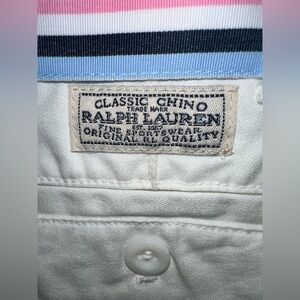 CLASSIC CHINO
TRADE MARK
RALPH LAUREN
EST. 1967
FINE SPORTSWEAR
ORIGINAL RL QUALITY